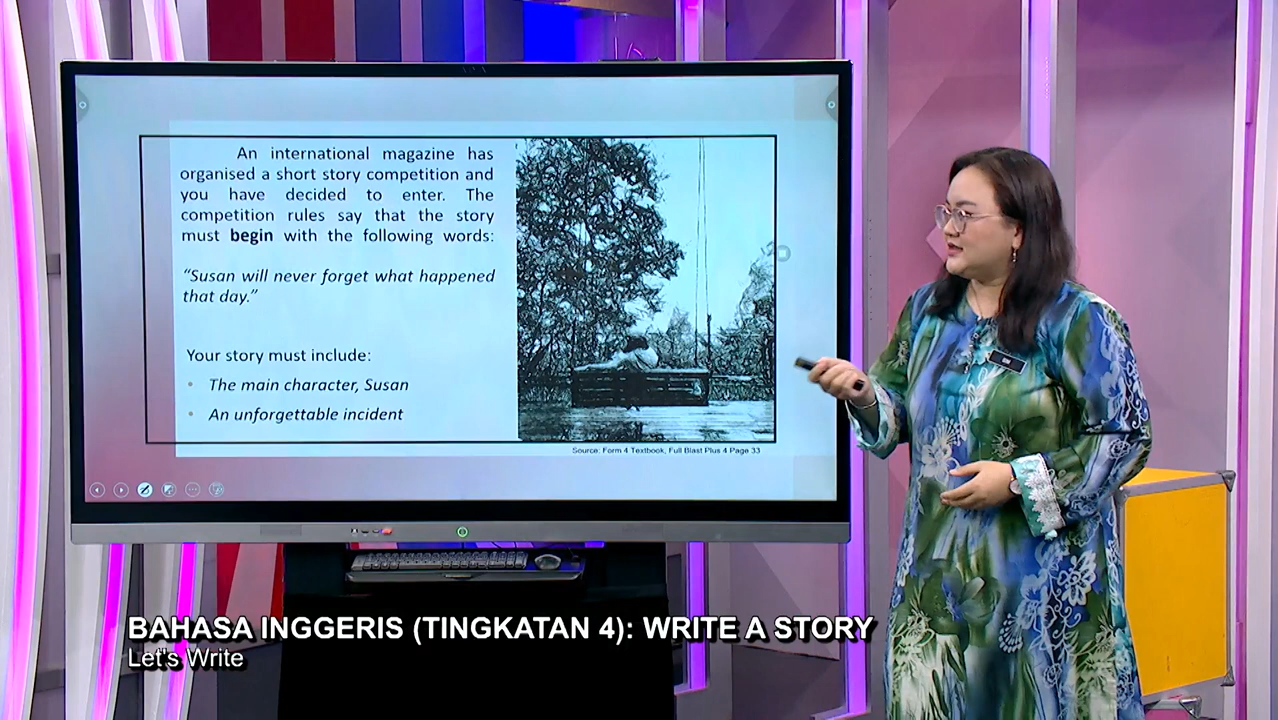 An international magazine has
organised a short story competition and
you have decided to enter. The
competition rules say that the story
must begin with the following words:
“Susan will never forget what happened
that day.”
Your story must include:
• The main character, Susan
• An unforgettable incident
Source: Form 4 Textbook, Full Blast Plus 4 Page 33
BAHASA INGGERIS (TINGKATAN 4): WRITE A STORY
Let's Write